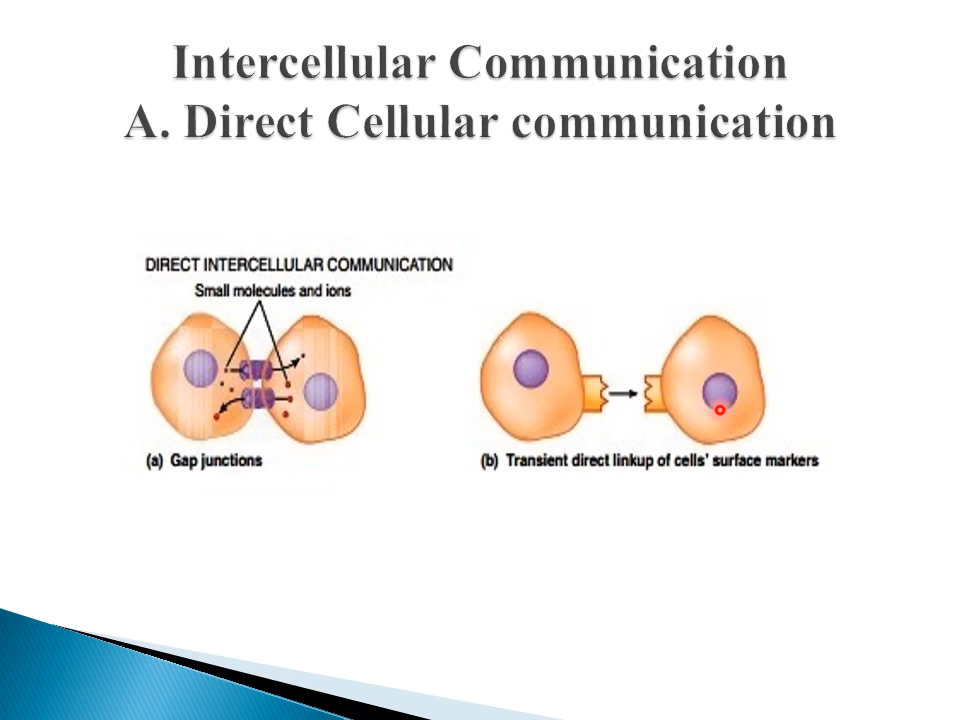 Intercellular Communication
A. Direct Cellular communication
DIRECT INTERCELLULAR COMMUNICATION
Small molecules and ions
(a) Gap junctions
(b) Transient direct linkup of cells' surface markers